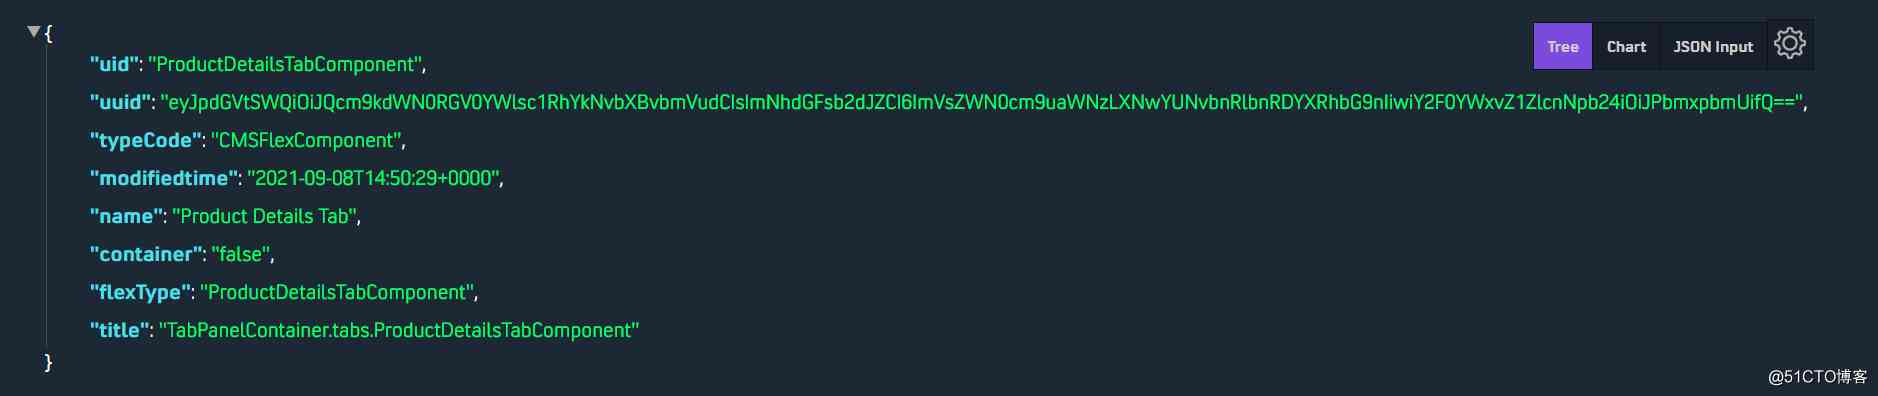 {
"uid": "ProductDetailsTabComponent",
"uuid": "eyJpdGVtSWQiOiJQcm9kdWN0RGV0YWlsc1RhYkNvbXBvbmVudCIsImNhdGFsb2dJZCI6ImVsZWN0cm9uaWNzLXNwYUNvbnRlbnRDYXRhbG9nIiwiY2F0YWxvZ1ZlcnNpb24iOiJPbmxpbmUifQ==",
"typeCode": "CMSFlexComponent",
"modifiedtime": "2021-09-08T14:50:29+0000",
"name": "Product Details Tab",
"container": "false",
"flexType": "ProductDetailsTabComponent",
"title": "TabPanelContainer.tabs.ProductDetailsTabComponent"
}
Tree Chart JSON Input
@51CTO博客